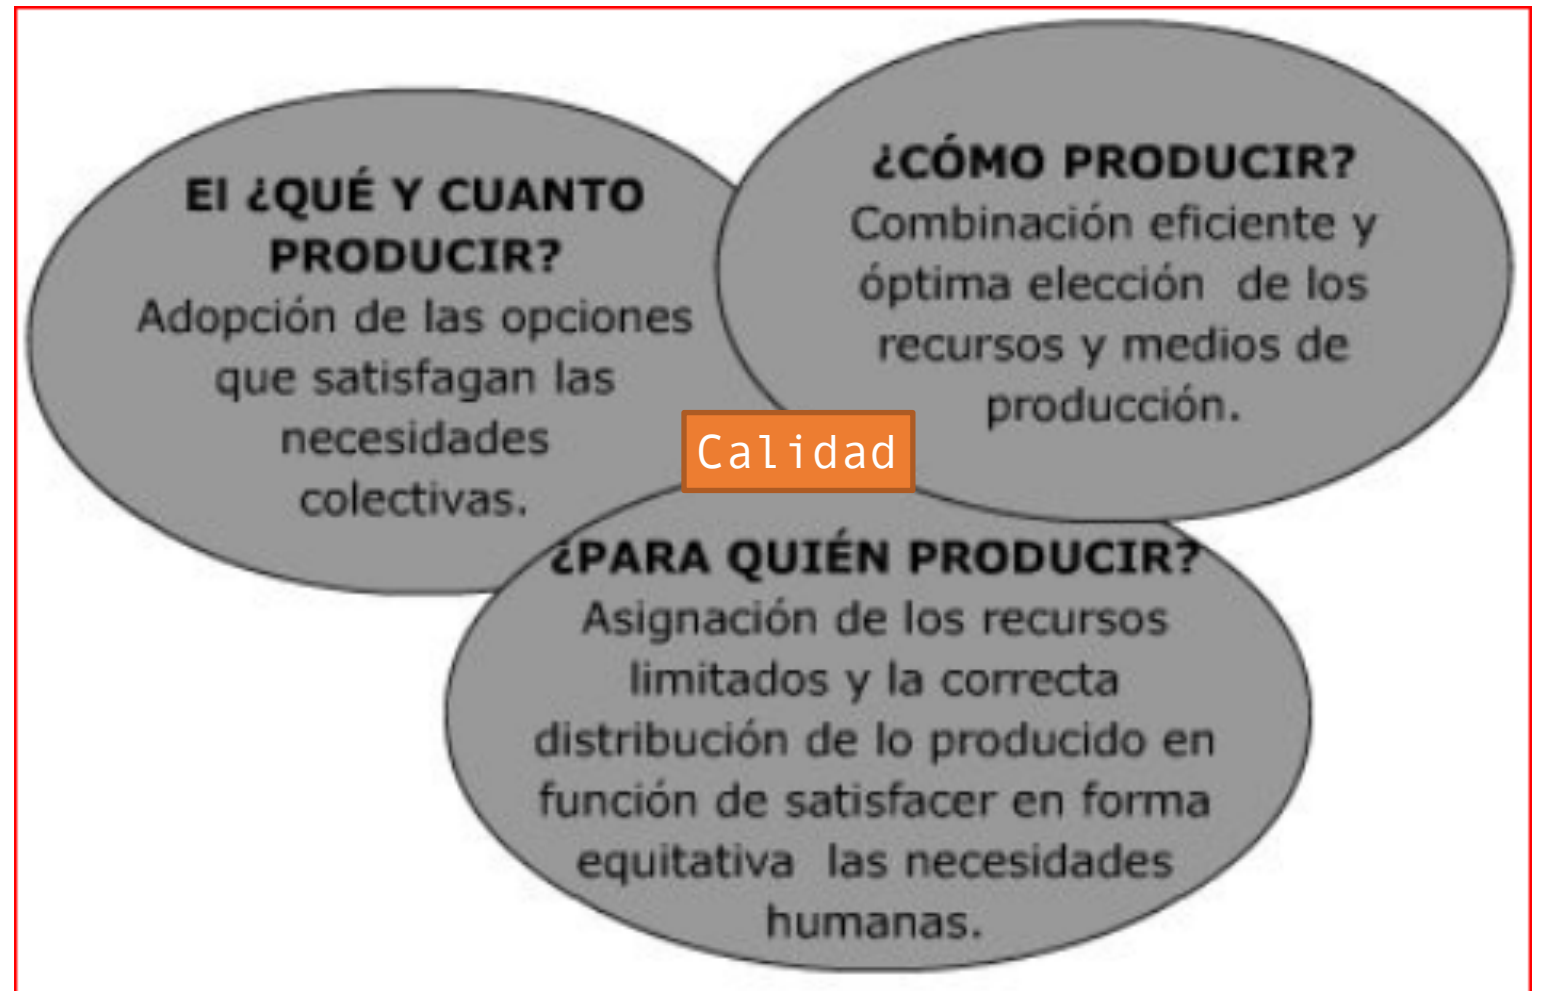 El ¿QUÉ Y CUANTO
PRODUCIR?
Adopción de las opciones
que satisfagan las
necesidades
colectivas.
¿CÓMO PRODUCIR?
Combinación eficiente y
óptima elección de los
recursos y medios de
producción.
Calidad
¿PARA QUIÉN PRODUCIR?
Asignación de los recursos
limitados y la correcta
distribución de lo producido en
función de satisfacer en forma
equitativa las necesidades
humanas.